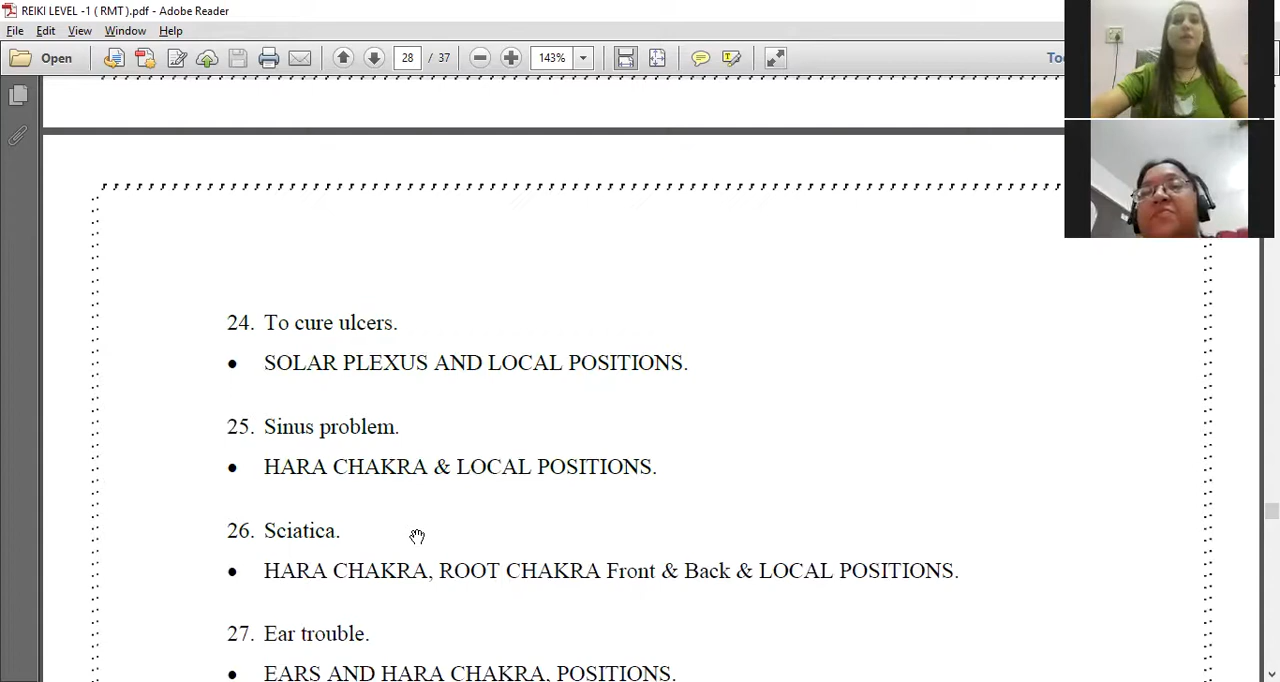 REIKI LEVEL -1 ( RMT ).pdf - Adobe Reader
File Edit View Window Help
Open 28 / 37 143%
24. To cure ulcers.
• SOLAR PLEXUS AND LOCAL POSITIONS.
25. Sinus problem.
• HARA CHAKRA & LOCAL POSITIONS.
26. Sciatica.
• HARA CHAKRA, ROOT CHAKRA Front & Back & LOCAL POSITIONS.
27. Ear trouble.
• EARS AND HARA CHAKRA, POSITIONS.